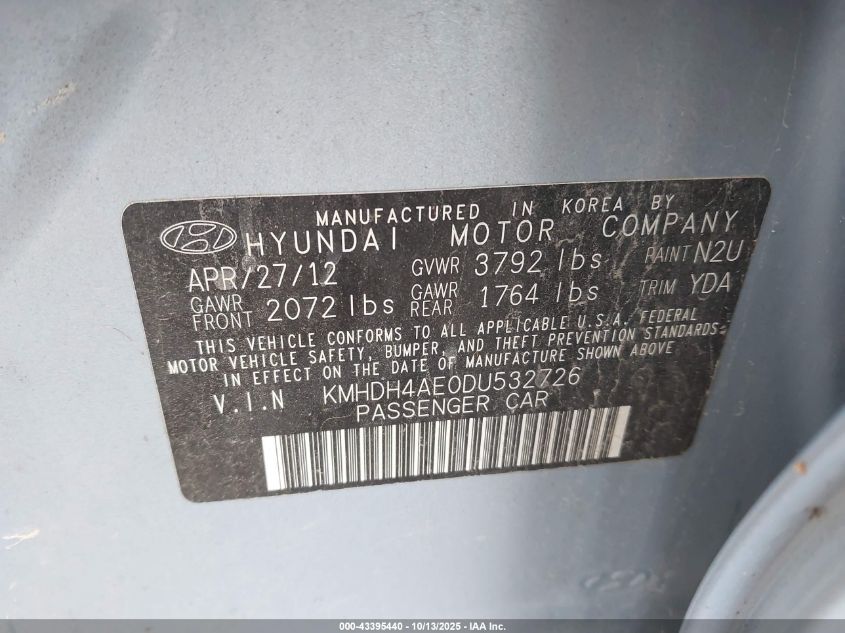 MANUFACTURED IN KOREA BY
HYUNDAI MOTOR COMPANY
APR/27/12 GVWR 3792 lbs PAINT N2U
GAWR FRONT 2072 lbs GAWR REAR 1764 lbs TRIM YDA
THIS VEHICLE CONFORMS TO ALL APPLICABLE U.S.A. FEDERAL
MOTOR VEHICLE SAFETY, BUMPER, AND THEFT PREVENTION STANDARDS
IN EFFECT ON THE DATE OF MANUFACTURE SHOWN ABOVE
V.I.N KMHDH4AE0DU532726
PASSENGER CAR
000-43395440 - 10/13/2025 - IAA Inc.